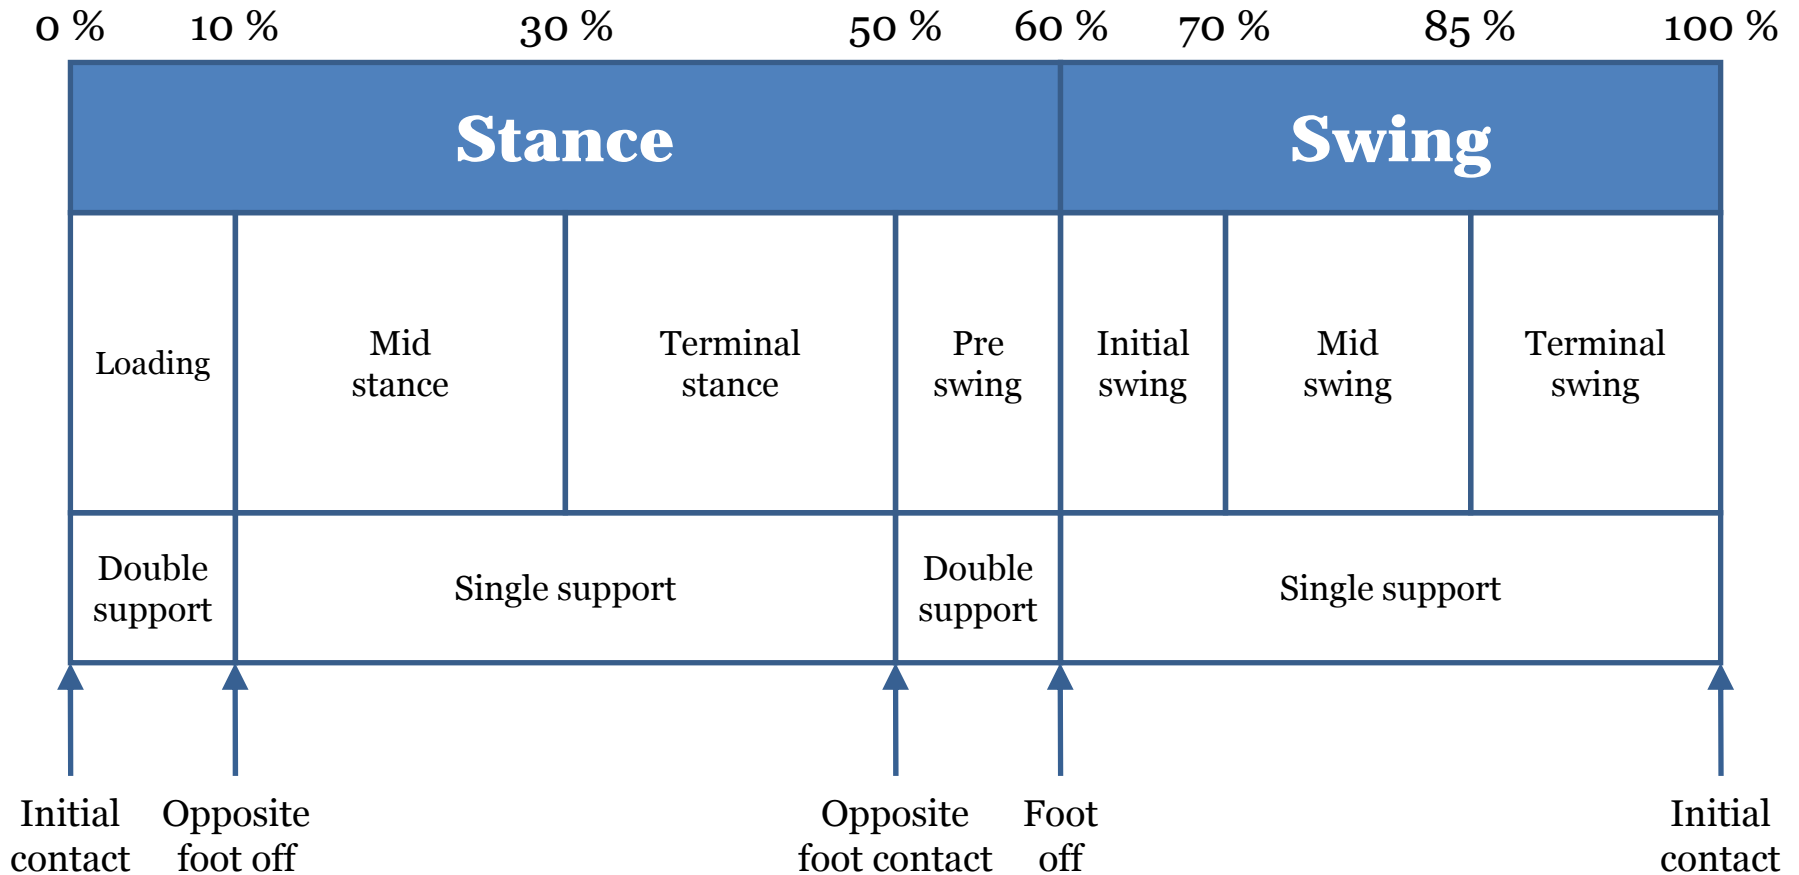 0 % 10 % 30 % 50 % 60 % 70 % 85 % 100 %
Stance Swing
Loading
Mid
stance
Terminal
stance
Pre
swing
Initial
swing
Mid
swing
Terminal
swing
Double
support
Single support
Double
support
Single support
Initial
contact
Opposite
foot off
Opposite
foot contact
Foot
off
Initial
contact